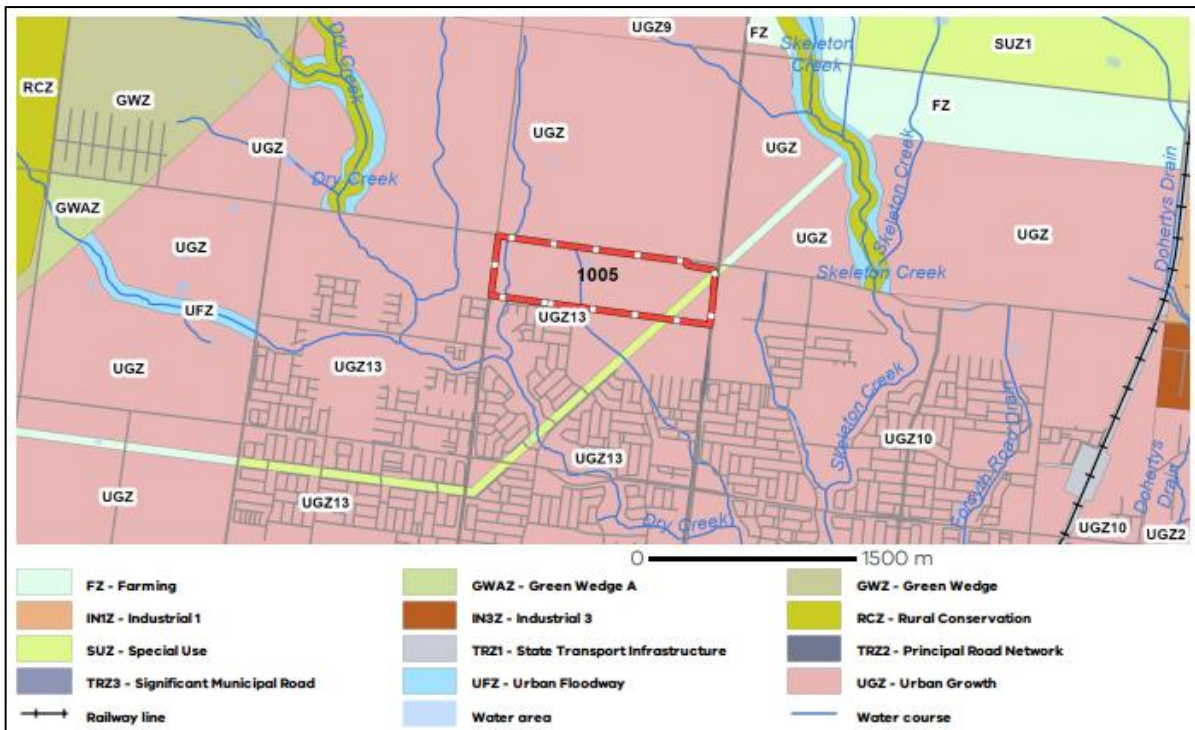 UGZ9
FZ
Skeleton
Creek
SUZ1
Dry Creek
RCZ
GWZ
FZ
UGZ
UGZ
UGZ
Dry Creek
Skeleton Creek
Dohertys Drain
GWAZ
UGZ
UGZ
UGZ
Skeleton Creek
1005
UFZ
UGZ13
UGZ
UGZ13
Skeleton Creek
UGZ10
Forsyth Road Drain
UGZ13
UGZ
UGZ13
Dry Creek
Dohertys
Drain
UGZ10
UGZ2
0 1500 m
FZ - Farming
GWAZ - Green Wedge A
GWZ - Green Wedge
IN1Z - Industrial 1
IN3Z - Industrial 3
RCZ - Rural Conservation
SUZ - Special Use
TRZ1 - State Transport Infrastructure
TRZ2 - Principal Road Network
TRZ3 - Significant Municipal Road
UFZ - Urban Floodway
UGZ - Urban Growth
Railway line
Water area
Water course